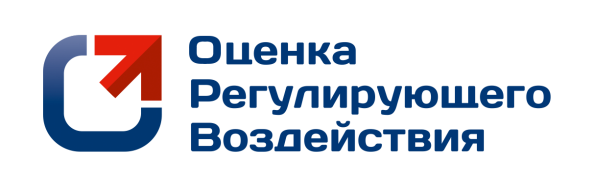 Оценка
Регулирующего
Воздействия